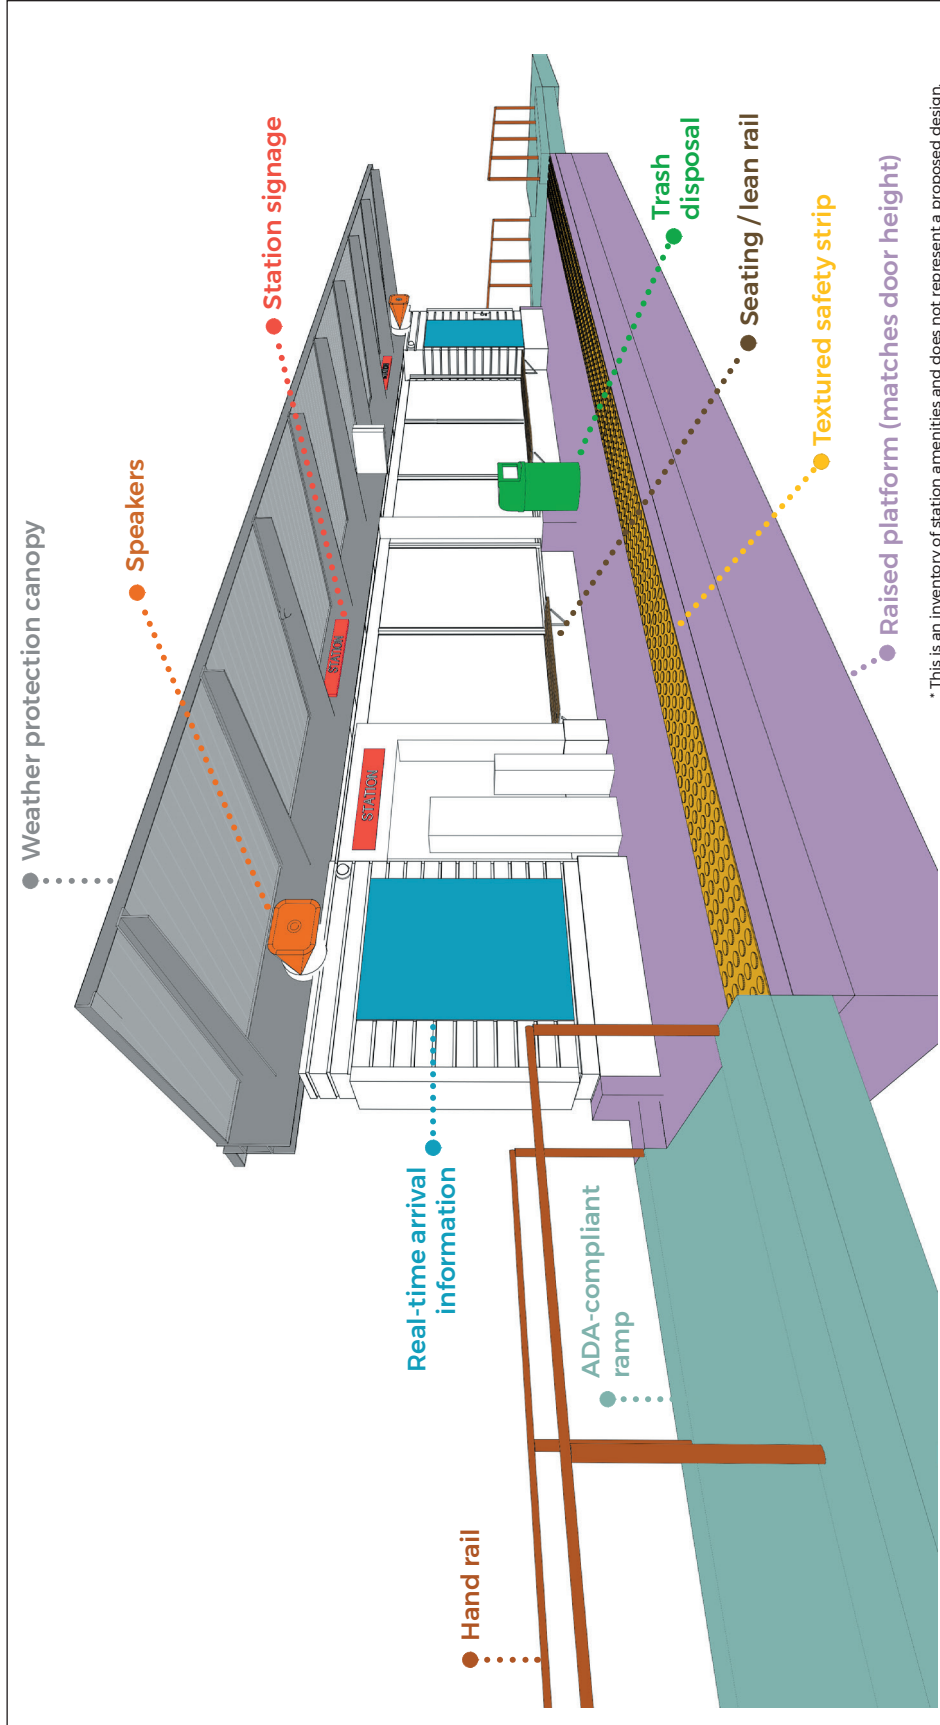 Weather protection canopy
Speakers
Station signage
STATION
STATION
Real-time arrival
information
Trash
disposal
Seating / lean rail
Textured safety strip
Raised platform (matches door height)
ADA-compliant
ramp
Hand rail
* This is an inventory of station amenities and does not represent a proposed design.